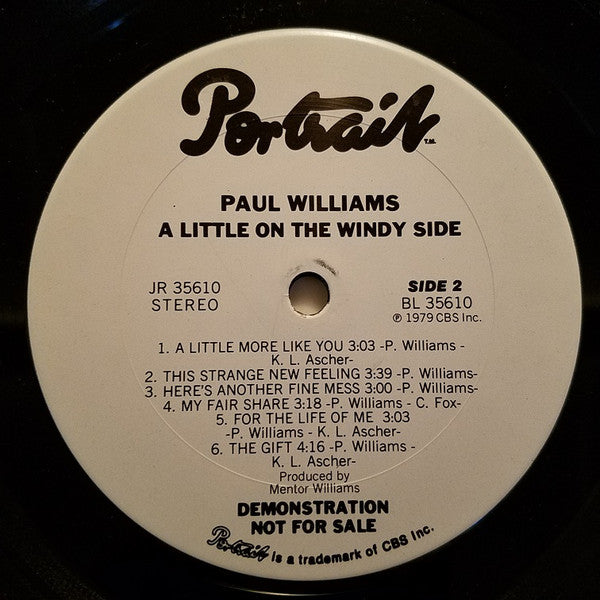 Portrait T.M.
PAUL WILLIAMS
A LITTLE ON THE WINDY SIDE
JR 35610
STEREO
SIDE 2
BL 35610
℗ 1979 CBS Inc.
1. A LITTLE MORE LIKE YOU 3:03 -P. Williams -
K. L. Ascher-
2. THIS STRANGE NEW FEELING 3:39 -P. Williams-
3. HERE'S ANOTHER FINE MESS 3:00 -P. Williams-
4. MY FAIR SHARE 3:18 -P. Williams - C. Fox-
5. FOR THE LIFE OF ME 3:03
-P. Williams - K. L. Ascher-
6. THE GIFT 4:16 -P. Williams -
K. L. Ascher-
Produced by
Mentor Williams
DEMONSTRATION
NOT FOR SALE
Portrait is a trademark of CBS Inc.